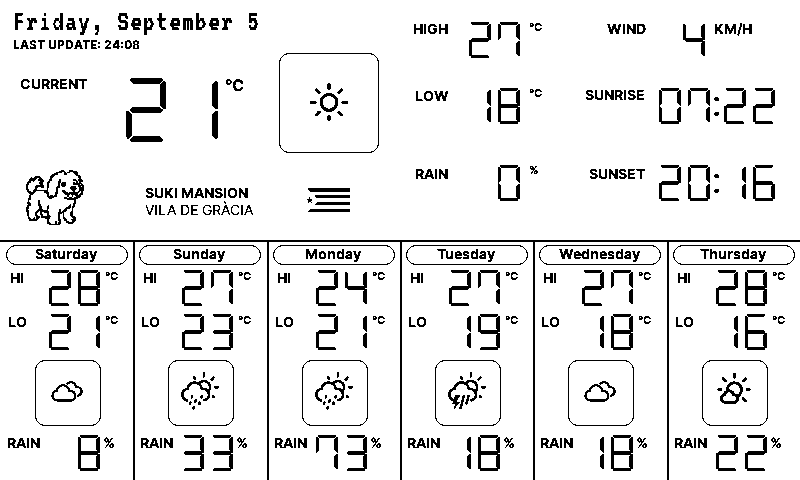 Friday, September 5
LAST UPDATE: 24:08
CURRENT 21 °C
SUKI MANSION
VILA DE GRÀCIA
HIGH 27 °C
WIND 4 KM/H
LOW 18 °C
SUNRISE 07:22
RAIN 0 %
SUNSET 20:16
Saturday
HI 28 °C
LO 21 °C
RAIN 8 %
Sunday
HI 27 °C
LO 23 °C
RAIN 33 %
Monday
HI 24 °C
LO 21 °C
RAIN 73 %
Tuesday
HI 27 °C
LO 19 °C
RAIN 18 %
Wednesday
HI 27 °C
LO 18 °C
RAIN 18 %
Thursday
HI 28 °C
LO 16 °C
RAIN 22 %